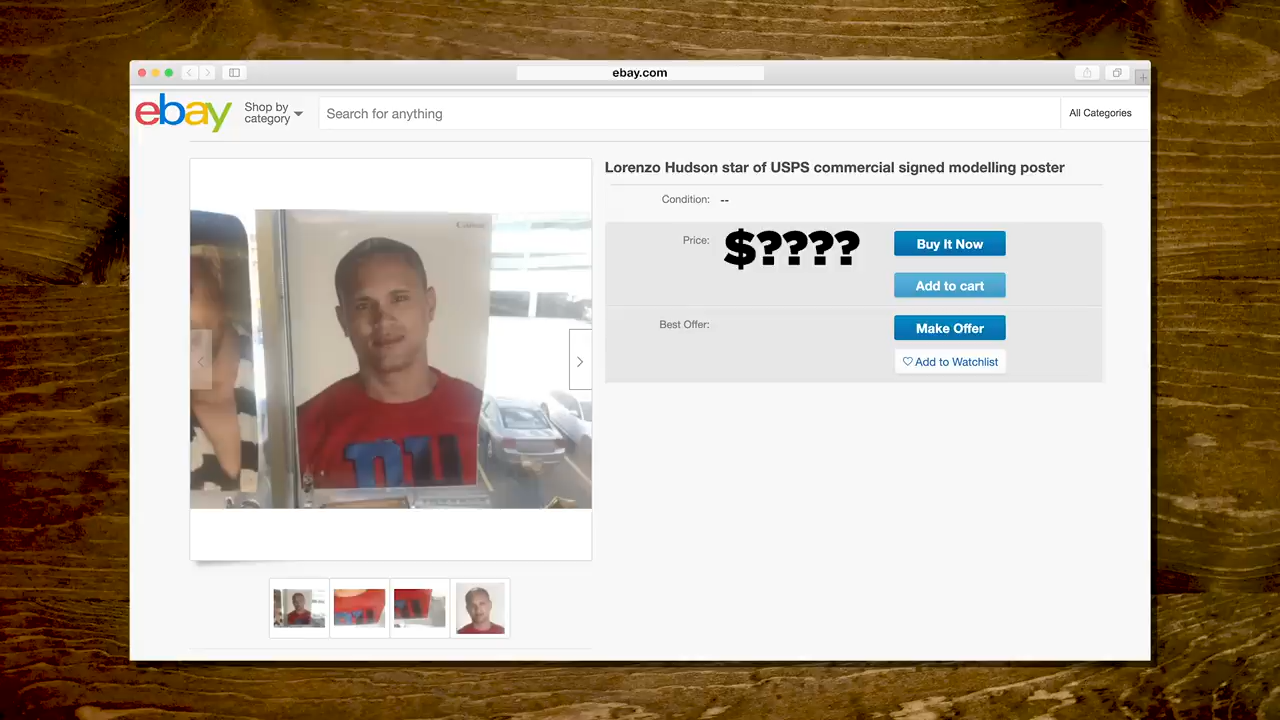 ebay.com
ebay
Shop by
category
Search for anything
All Categories
Lorenzo Hudson star of USPS commercial signed modelling poster
Condition: --
Price: $????
Buy It Now
Add to cart
Best Offer:
Make Offer
Add to Watchlist
Canon